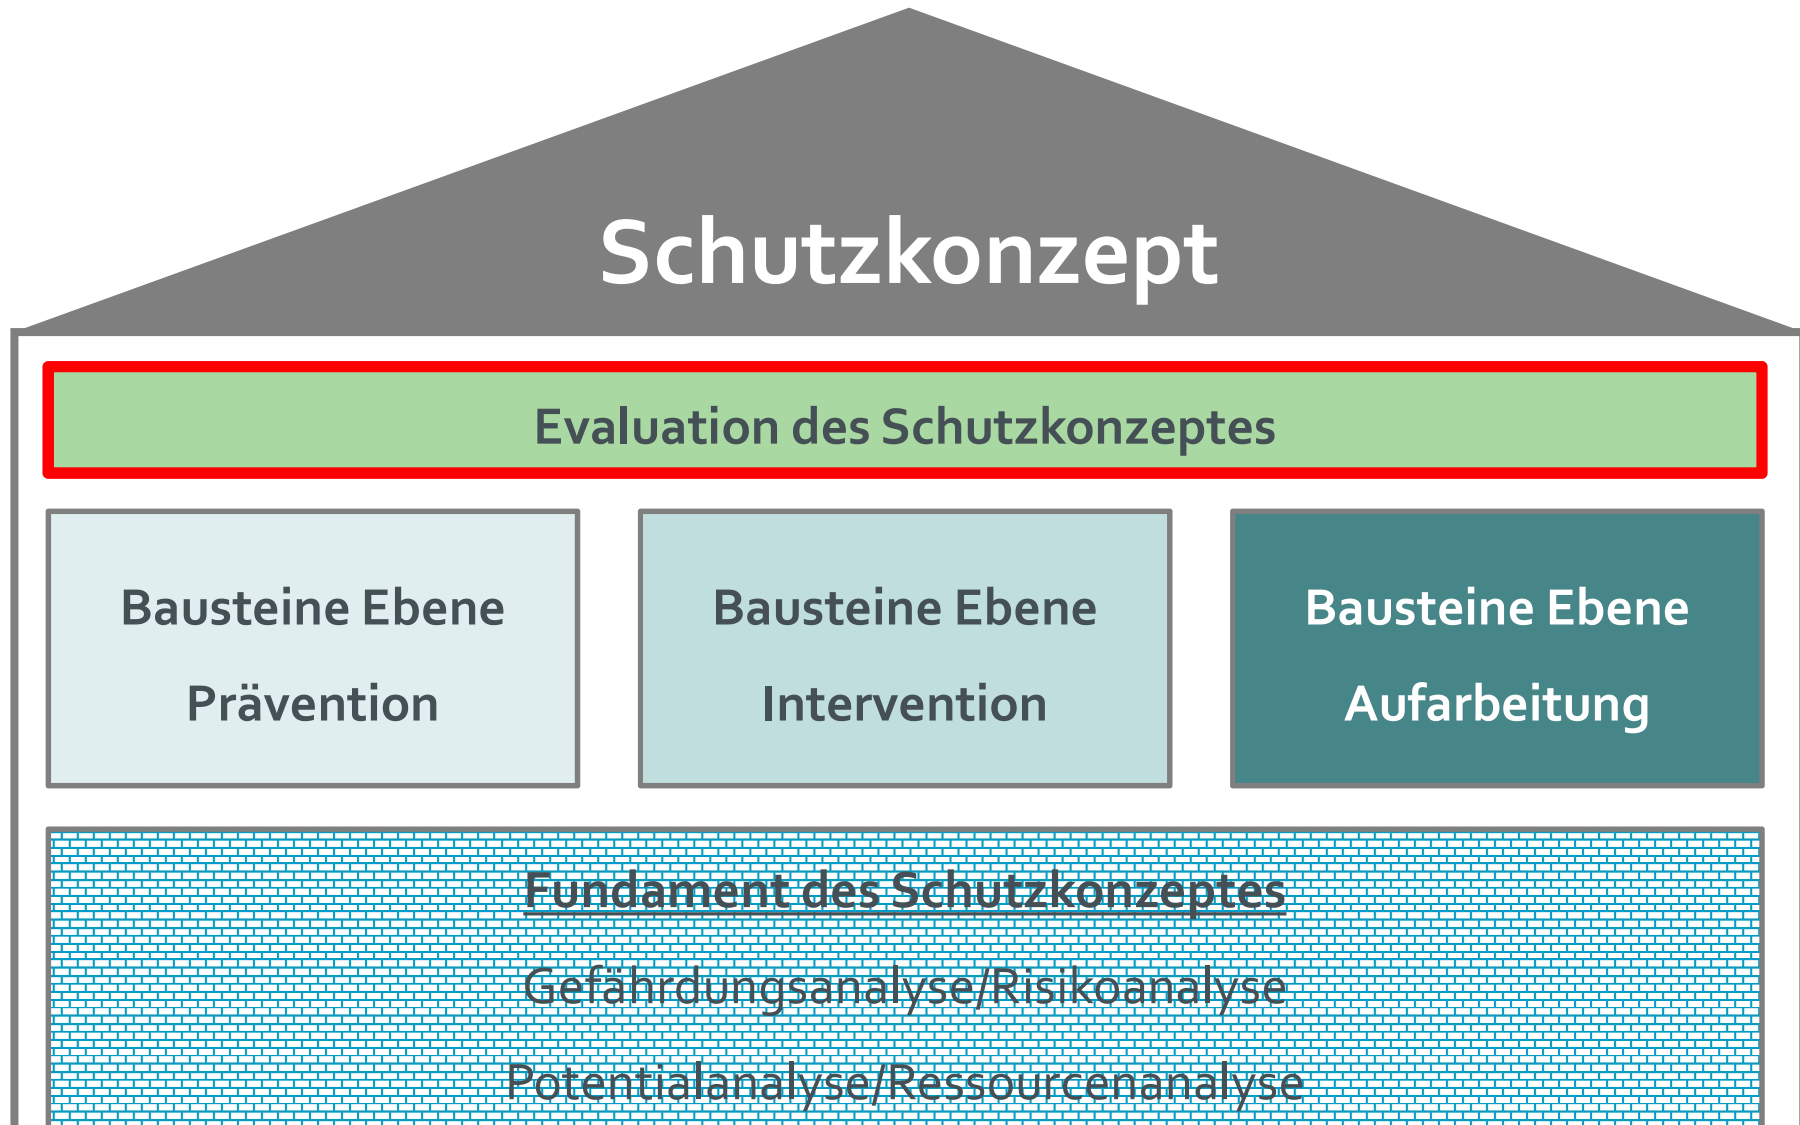 Schutzkonzept
Evaluation des Schutzkonzeptes
Bausteine Ebene
Prävention
Bausteine Ebene
Intervention
Bausteine Ebene
Aufarbeitung
Fundament des Schutzkonzeptes
Gefährdungsanalyse/Risikoanalyse
Potentialanalyse/Ressourcenanalyse